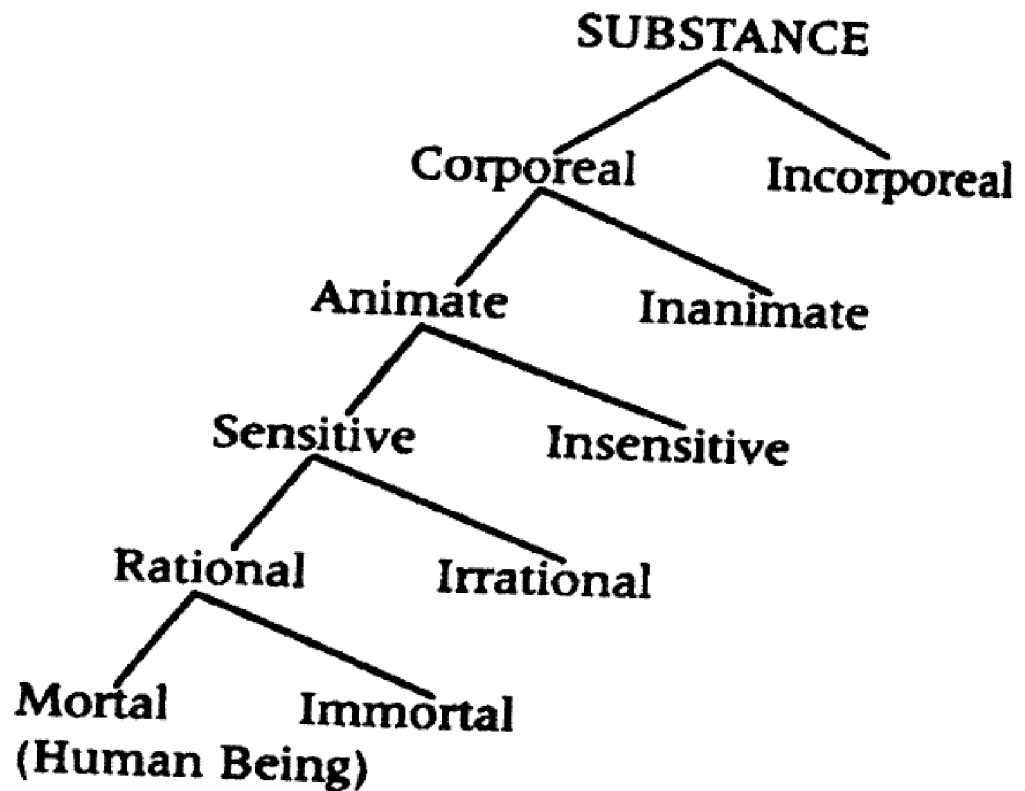 SUBSTANCE
Corporeal Incorporeal
Animate Inanimate
Sensitive Insensitive
Rational Irrational
Mortal Immortal
(Human Being)